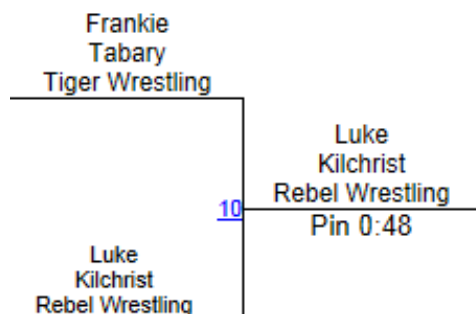 Frankie
Tabary
Tiger Wrestling
Luke
Kilchrist
Rebel Wrestling
10
Pin 0:48
Luke
Kilchrist
Rebel Wrestling